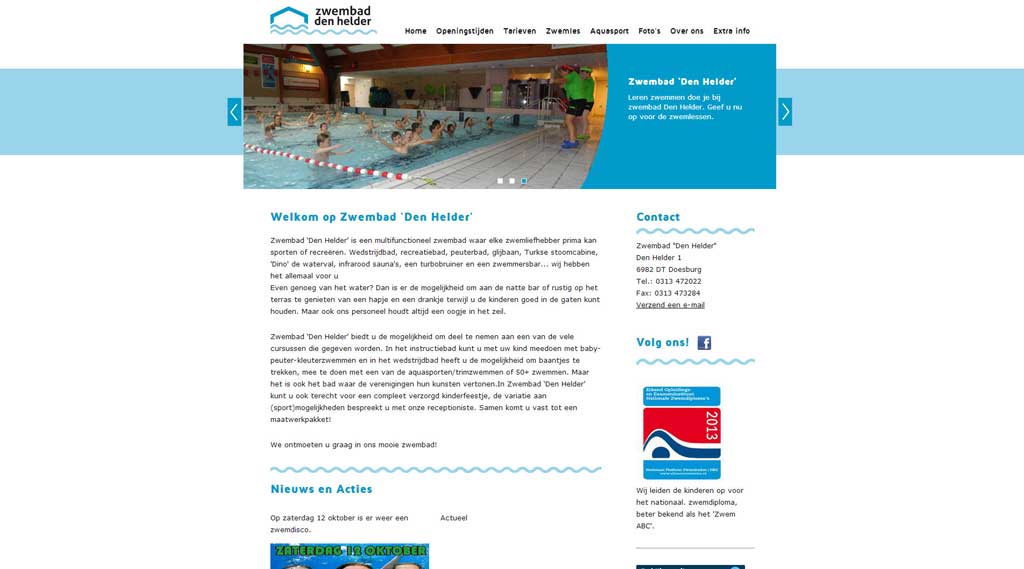 zwembad
den helder
Home Openingstijden Tarieven Zwemles Aquasport Foto's Over ons Extra info
Zwembad 'Den Helder'
Leren zwemmen doe je bij
zwembad Den Helder. Geef u nu
op voor de zwemlessen.
Welkom op Zwembad 'Den Helder'
Zwembad 'Den Helder' is een multifunctioneel zwembad waar elke zwemliefhebber prima kan
sporten of recreëren. Wedstrijdbad, recreatiebad, peuterbad, glijbaan, Turkse stoomcabine,
'Dino' de waterval, infrarood sauna's, een turbobruiner en een zwemmersbar... wij hebben
het allemaal voor u
Even genoeg van het water? Dan is er de mogelijkheid om aan de natte bar of rustig op het
terras te genieten van een hapje en een drankje terwijl u de kinderen goed in de gaten kunt
houden. Maar ook ons personeel houdt altijd een oogje in het zeil.
Zwembad 'Den Helder' biedt u de mogelijkheid om deel te nemen aan een van de vele
cursussen die gegeven worden. In het instructiebad kunt u met uw kind meedoen met baby-
peuter-kleuterzwemmen en in het wedstrijdbad heeft u de mogelijkheid om baantjes te
trekken, mee te doen met een van de aquasporten/trimzwemmen of 50+ zwemmen. Maar
het is ook het bad waar de verenigingen hun kunsten vertonen.In Zwembad 'Den Helder'
kunt u ook terecht voor een compleet verzorgd kinderfeestje, de variatie aan
(sport)mogelijkheden bespreekt u met onze receptioniste. Samen komt u vast tot een
maatwerkpakket!
We ontmoeten u graag in ons mooie zwembad!
Nieuws en Acties
Op zaterdag 12 oktober is er weer een
zwemdisco.
Actueel
ZATERDAG 12 OKTOBER
Contact
Zwembad "Den Helder"
Den Helder 1
6982 DT Doesburg
Tel.: 0313 472022
Fax: 0313 473284
Verzend een e-mail
Volg ons!
Erkend Opleidings-
en Exameninstituut
Nationale Zwemdiploma's
2013
Wij leiden de kinderen op voor
het nationaal. zwemdiploma,
beter bekend als het 'Zwem
ABC'.